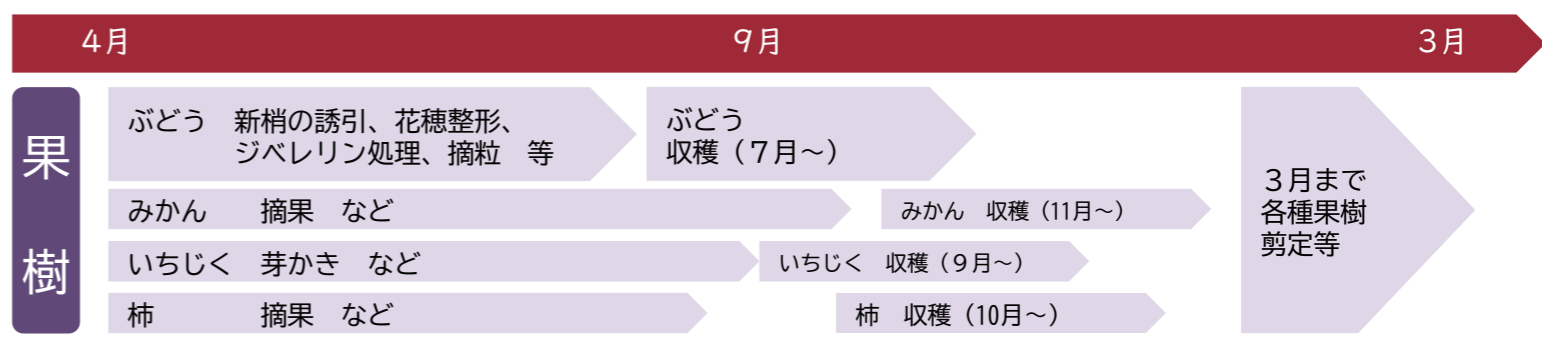 4月 9月 3月
果樹
ぶどう 新梢の誘引、花穂整形、
ジベレリン処理、摘粒 等
ぶどう
収穫（７月～）
みかん 摘果 など
みかん 収穫（11月～）
いちじく 芽かき など
いちじく 収穫（９月～）
柿 摘果 など
柿 収穫（10月～）
３月まで
各種果樹
剪定等